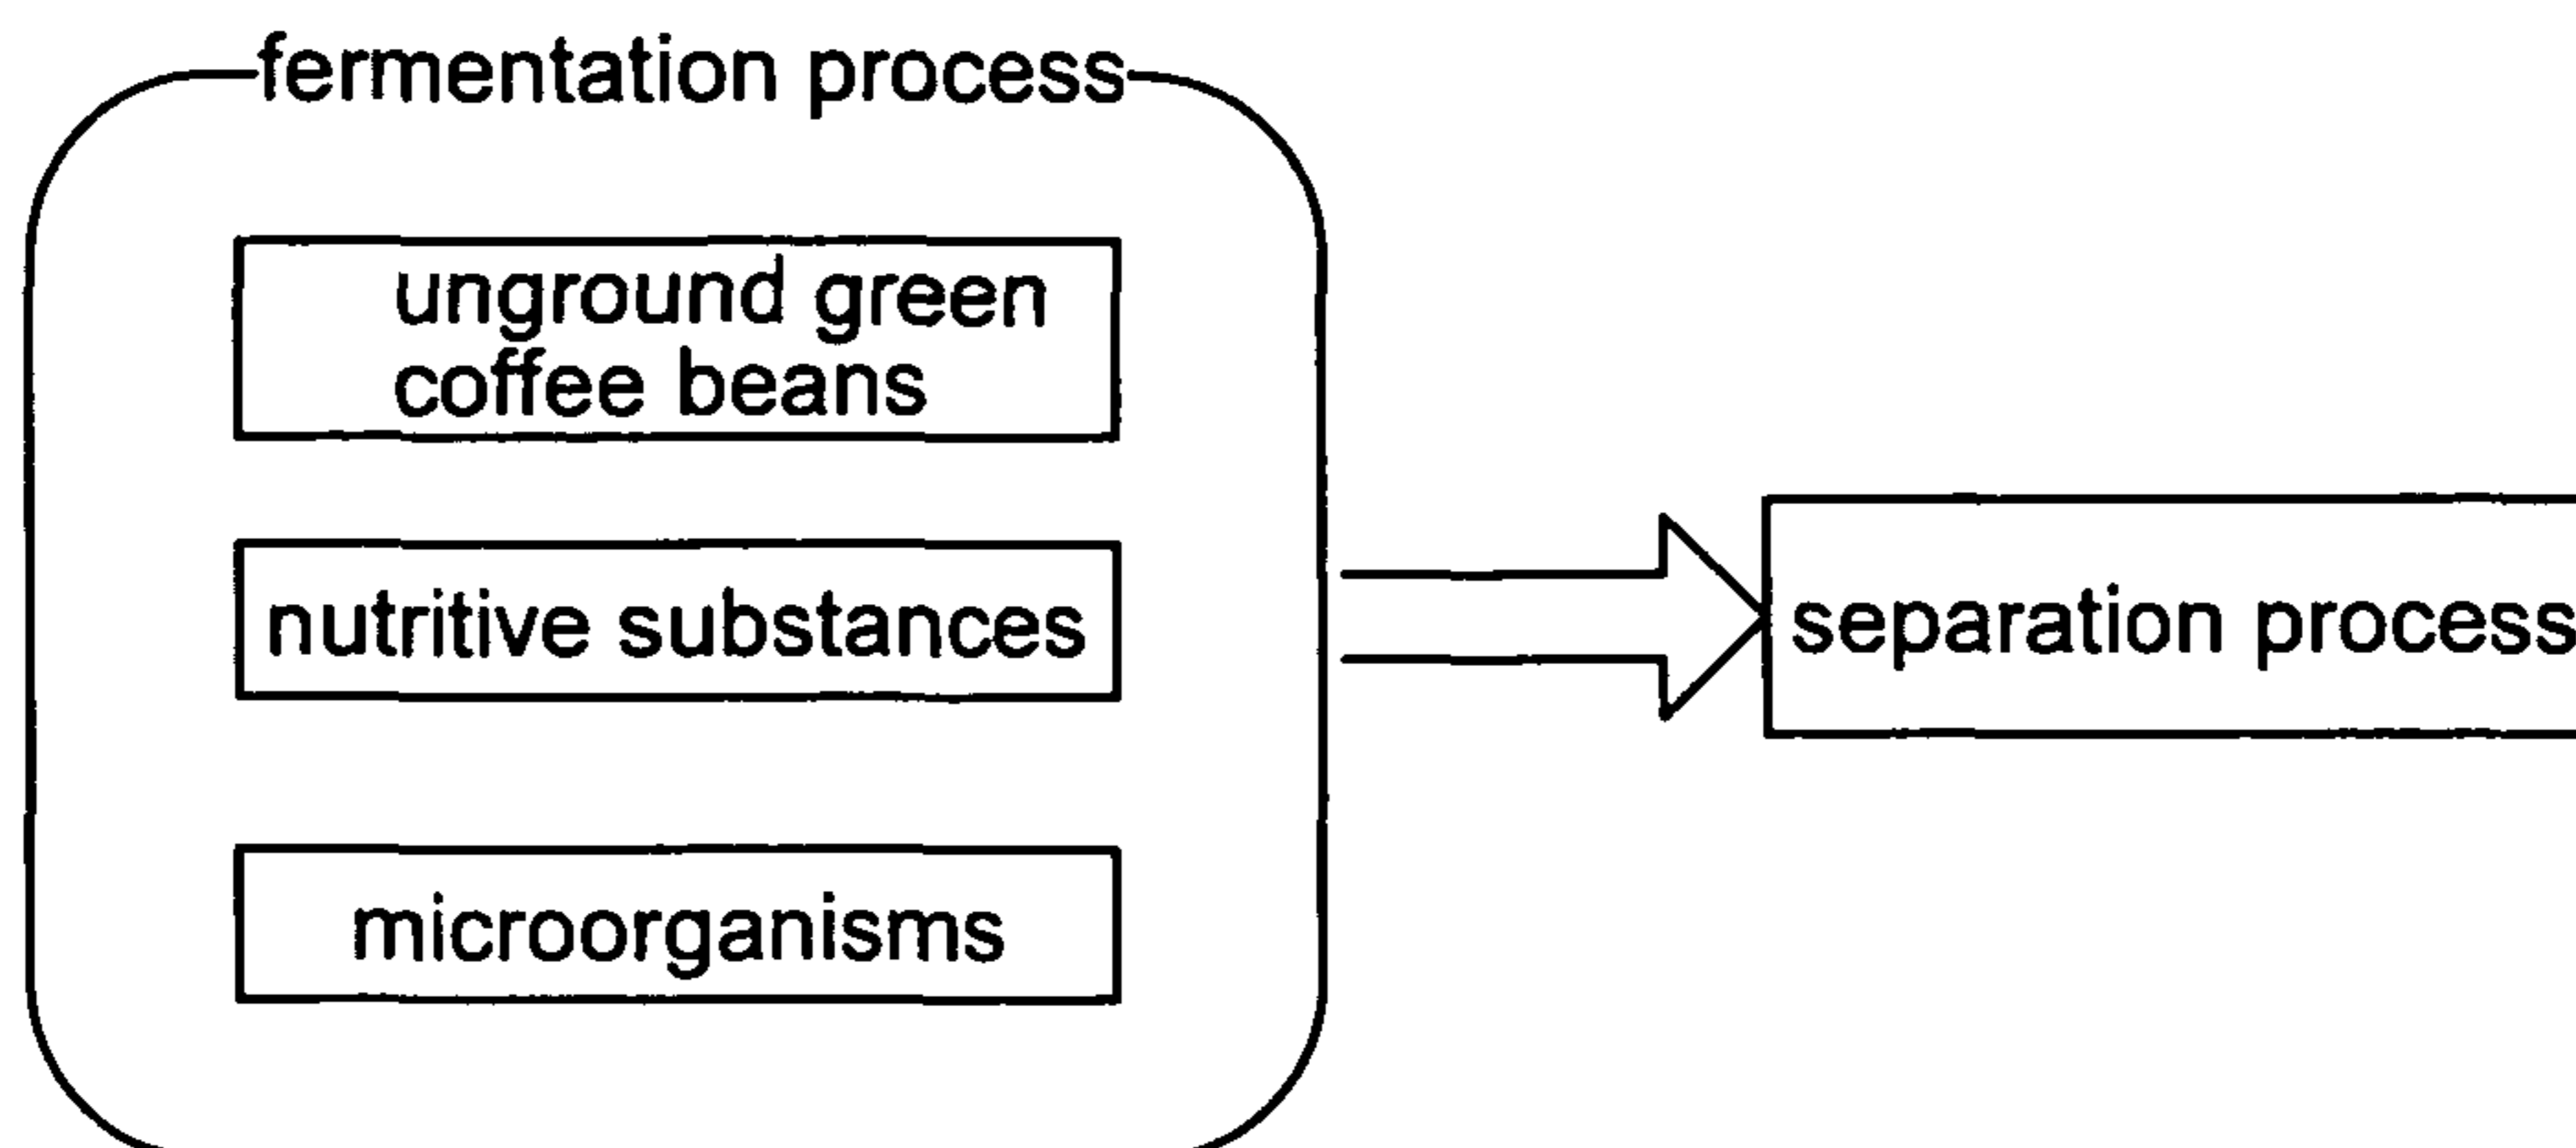 fermentation process
unground green
coffee beans
nutritive substances
microorganisms
separation process